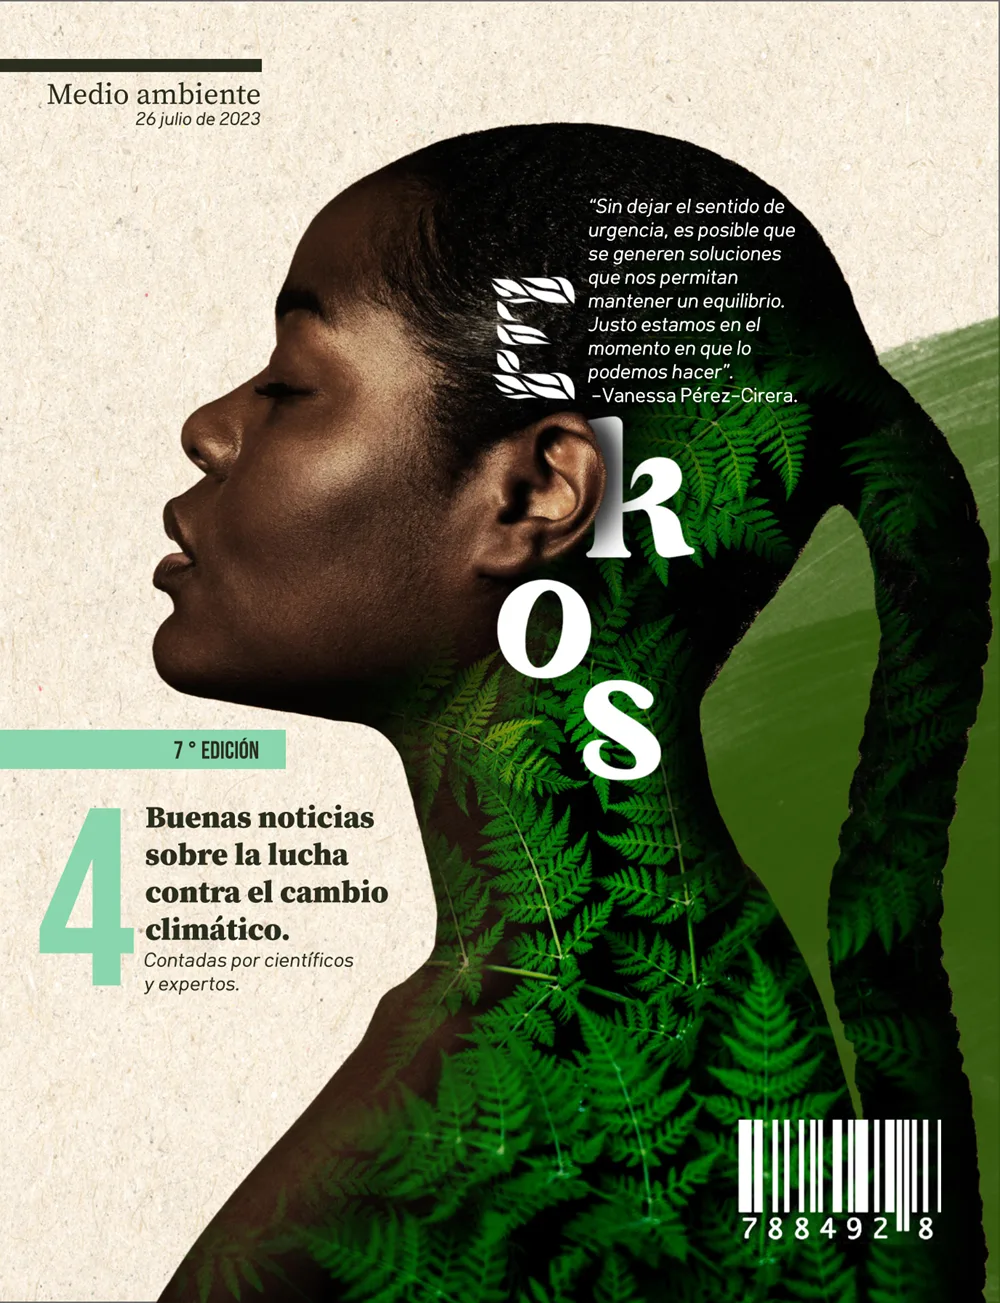 Medio ambiente
26 julio de 2023
“Sin dejar el sentido de
urgencia, es posible que
se generen soluciones
que nos permitan
mantener un equilibrio.
Justo estamos en el
momento en que lo
podemos hacer”.
–Vanessa Pérez–Cirera.
E
k
o
s
7 ° EDICIÓN
4
Buenas noticias
sobre la lucha
contra el cambio
climático.
Contadas por científicos
y expertos.
788492 8